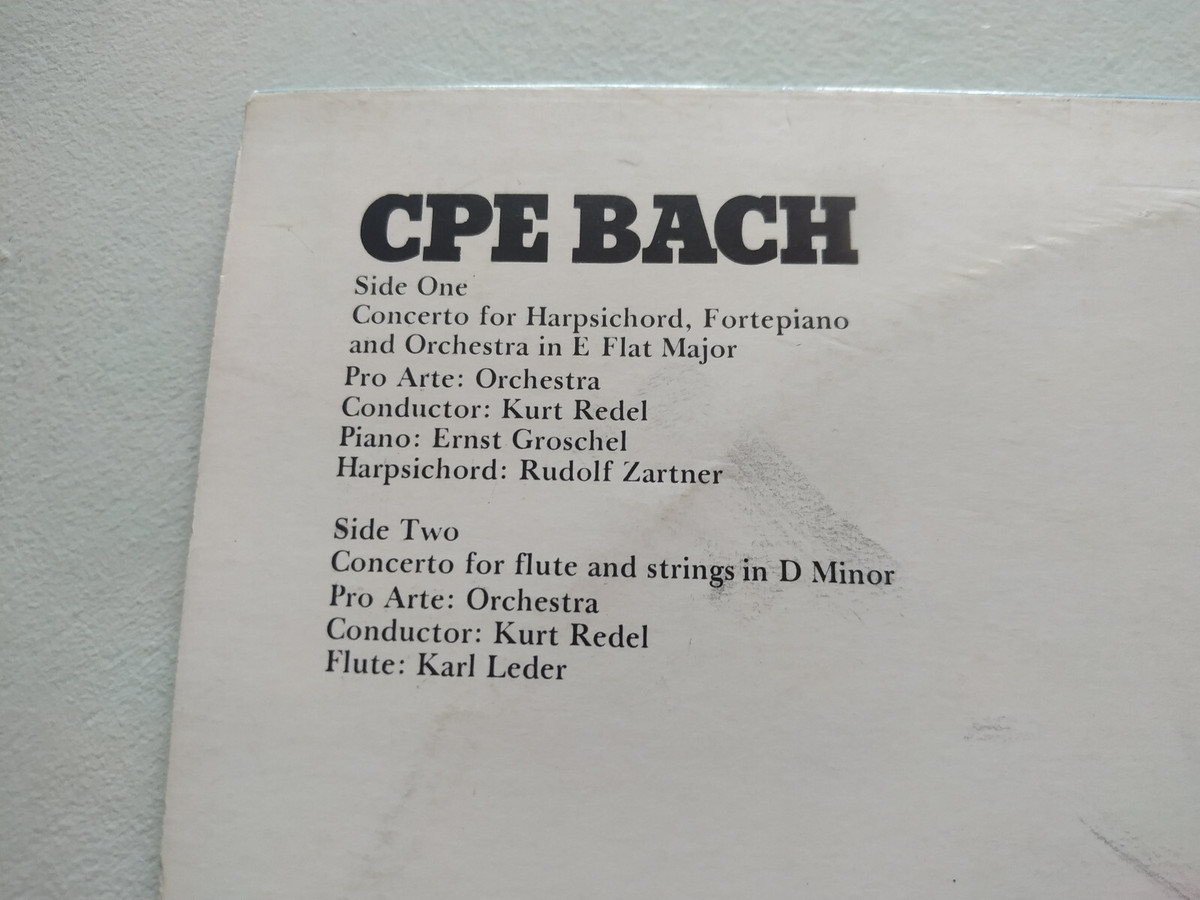 CPE BACH
Side One
Concerto for Harpsichord, Fortepiano
and Orchestra in E Flat Major
Pro Arte: Orchestra
Conductor: Kurt Redel
Piano: Ernst Groschel
Harpsichord: Rudolf Zartner
Side Two
Concerto for flute and strings in D Minor
Pro Arte: Orchestra
Conductor: Kurt Redel
Flute: Karl Leder